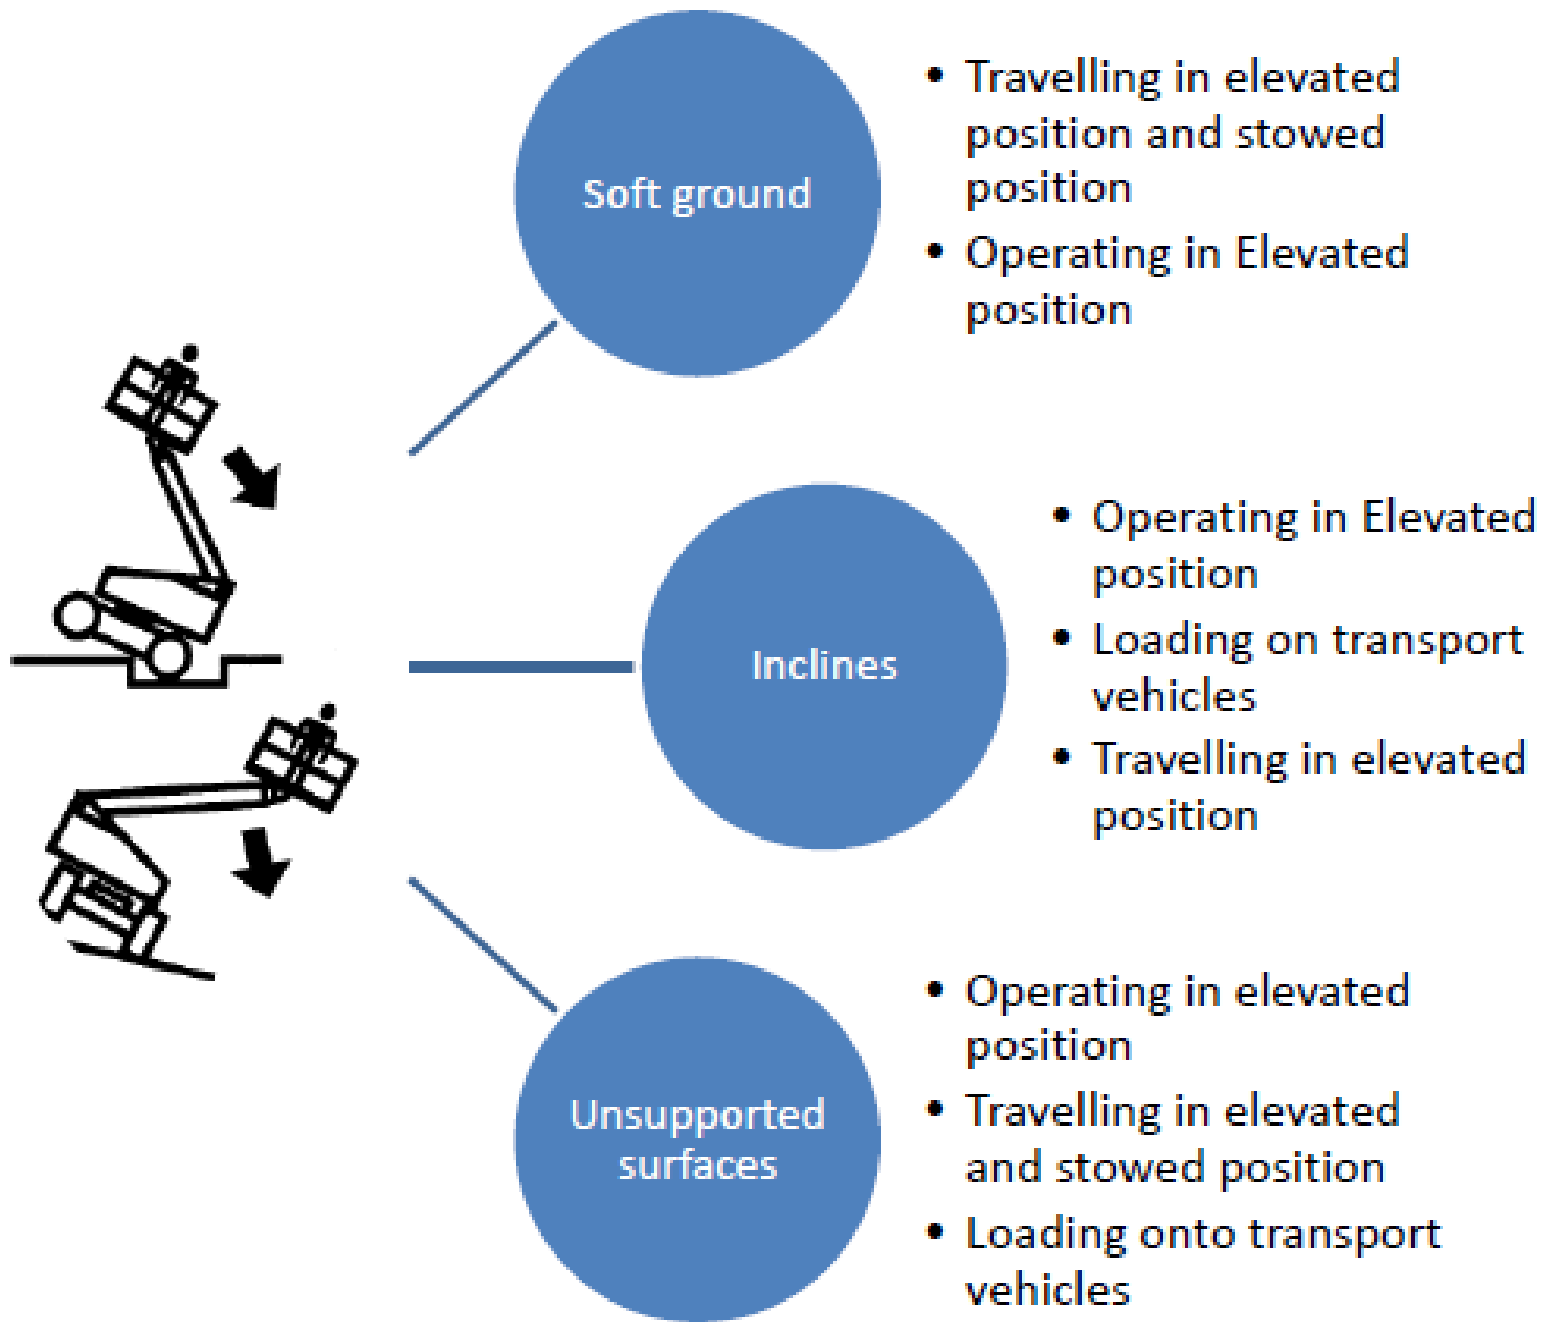 Soft ground
• Travelling in elevated
position and stowed
position
• Operating in Elevated
position
Inclines
• Operating in Elevated
position
• Loading on transport
vehicles
• Travelling in elevated
position
Unsupported
surfaces
• Operating in elevated
position
• Travelling in elevated
and stowed position
• Loading onto transport
vehicles